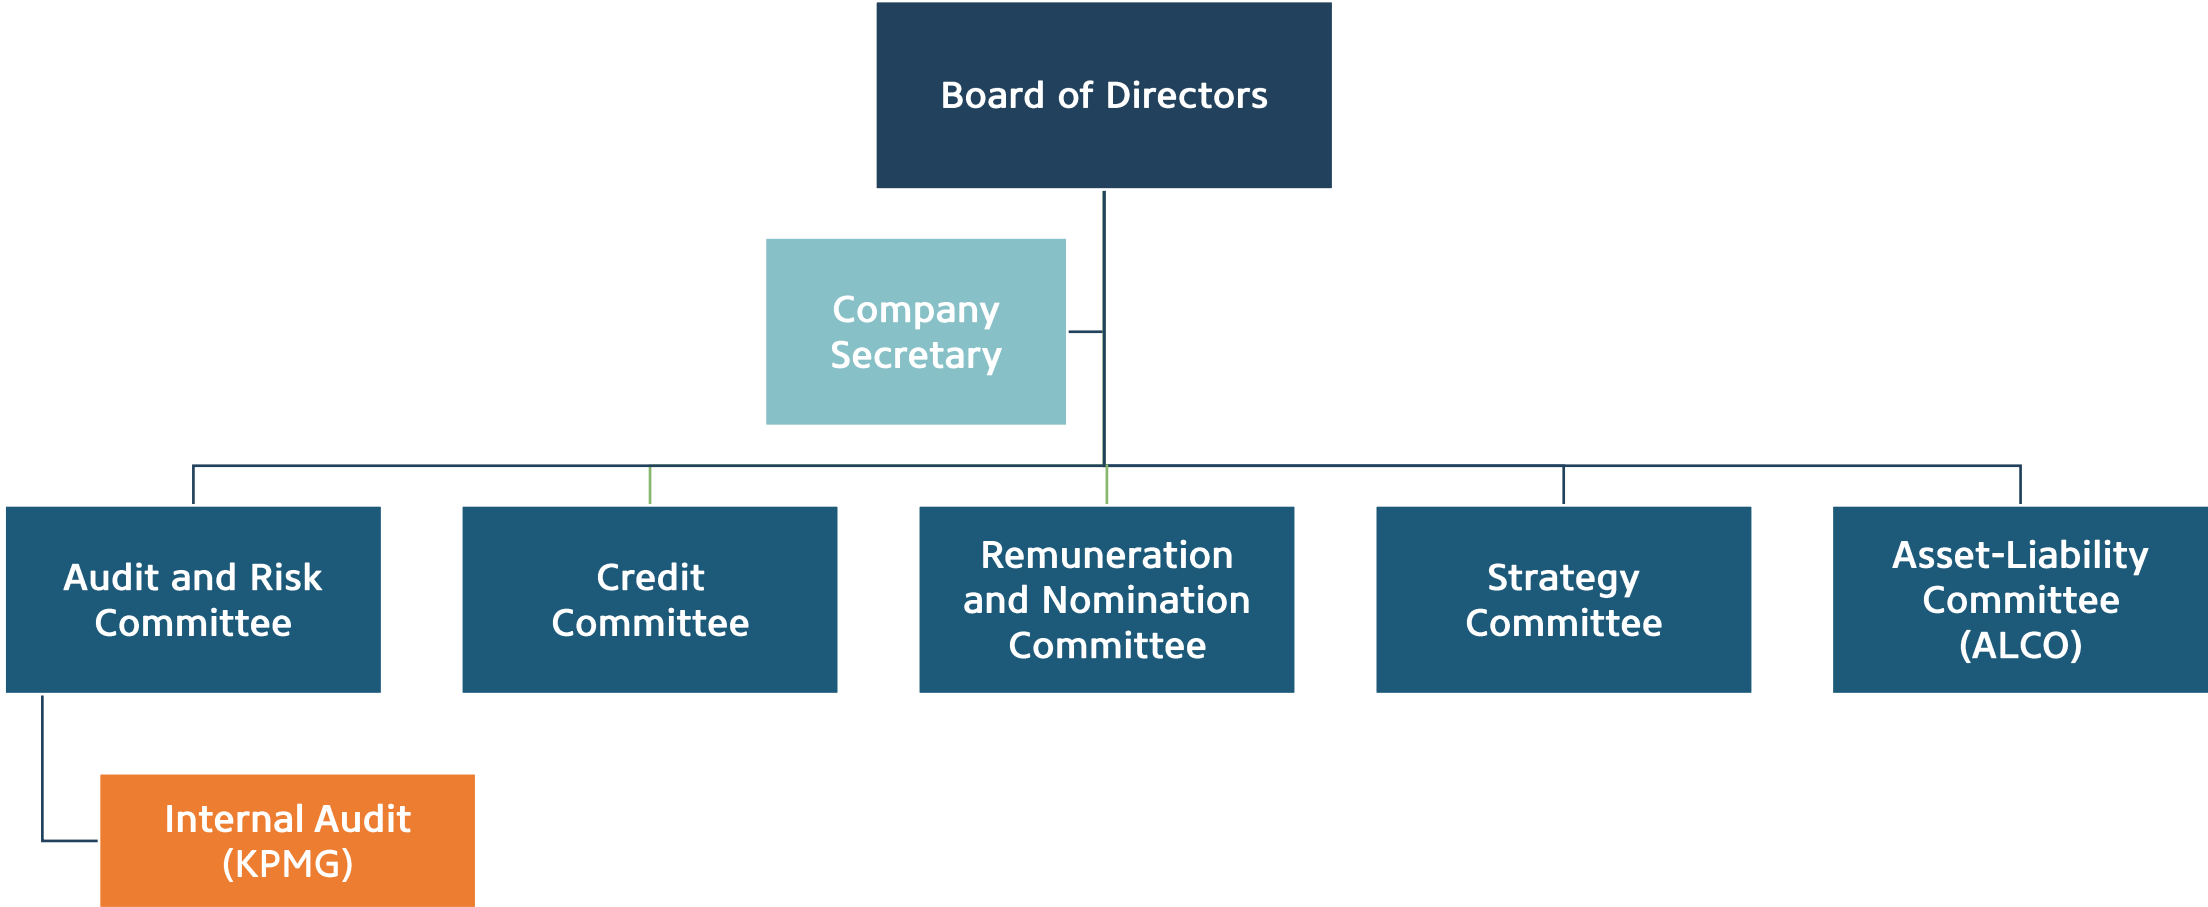 Board of Directors
Company
Secretary
Audit and Risk
Committee
Credit
Committee
Remuneration
and Nomination
Committee
Strategy
Committee
Asset-Liability
Committee
(ALCO)
Internal Audit
(KPMG)